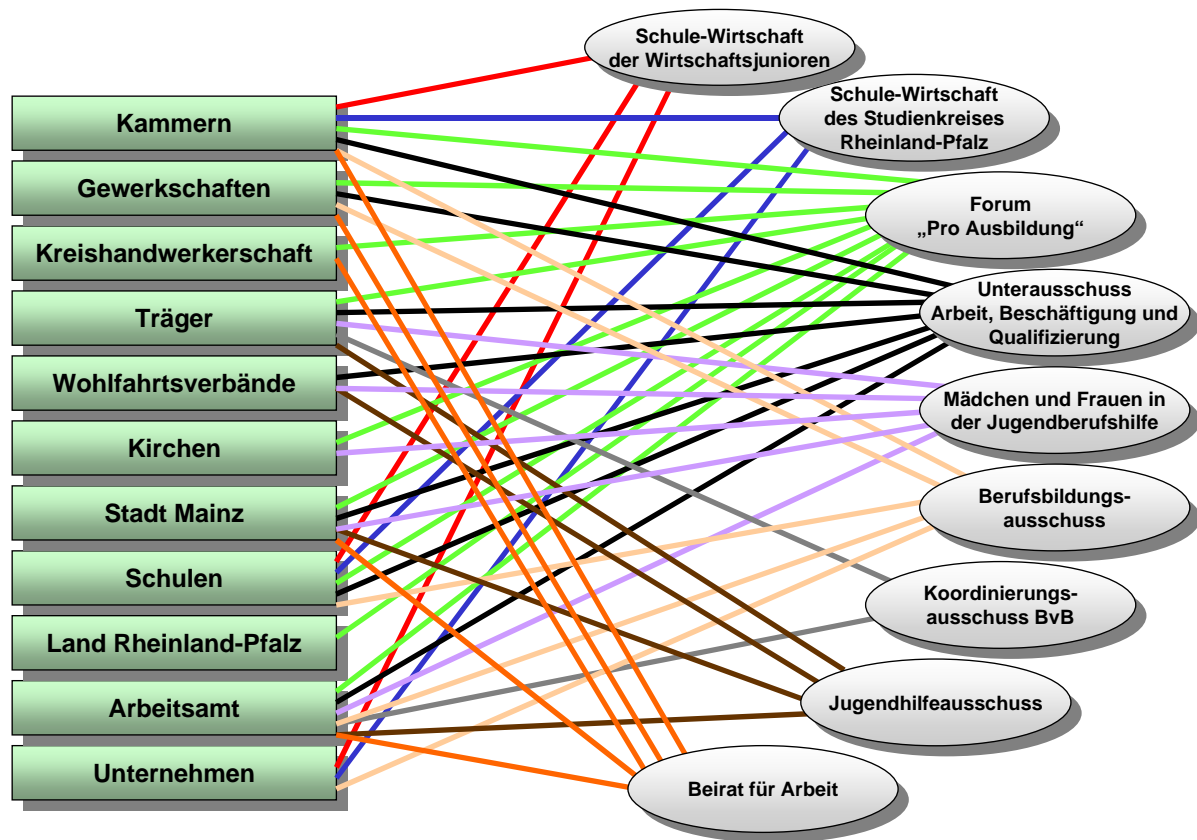 Kammern
Gewerkschaften
Kreishandwerkerschaft
Träger
Wohlfahrtsverbände
Kirchen
Stadt Mainz
Schulen
Land Rheinland-Pfalz
Arbeitsamt
Unternehmen
Schule-Wirtschaft
der Wirtschaftsjunioren
Schule-Wirtschaft
des Studienkreises
Rheinland-Pfalz
Forum
„Pro Ausbildung“
Unterausschuss
Arbeit, Beschäftigung und
Qualifizierung
Mädchen und Frauen in
der Jugendberufshilfe
Berufsbildungs-
ausschuss
Koordinierungs-
ausschuss BvB
Jugendhilfeausschuss
Beirat für Arbeit